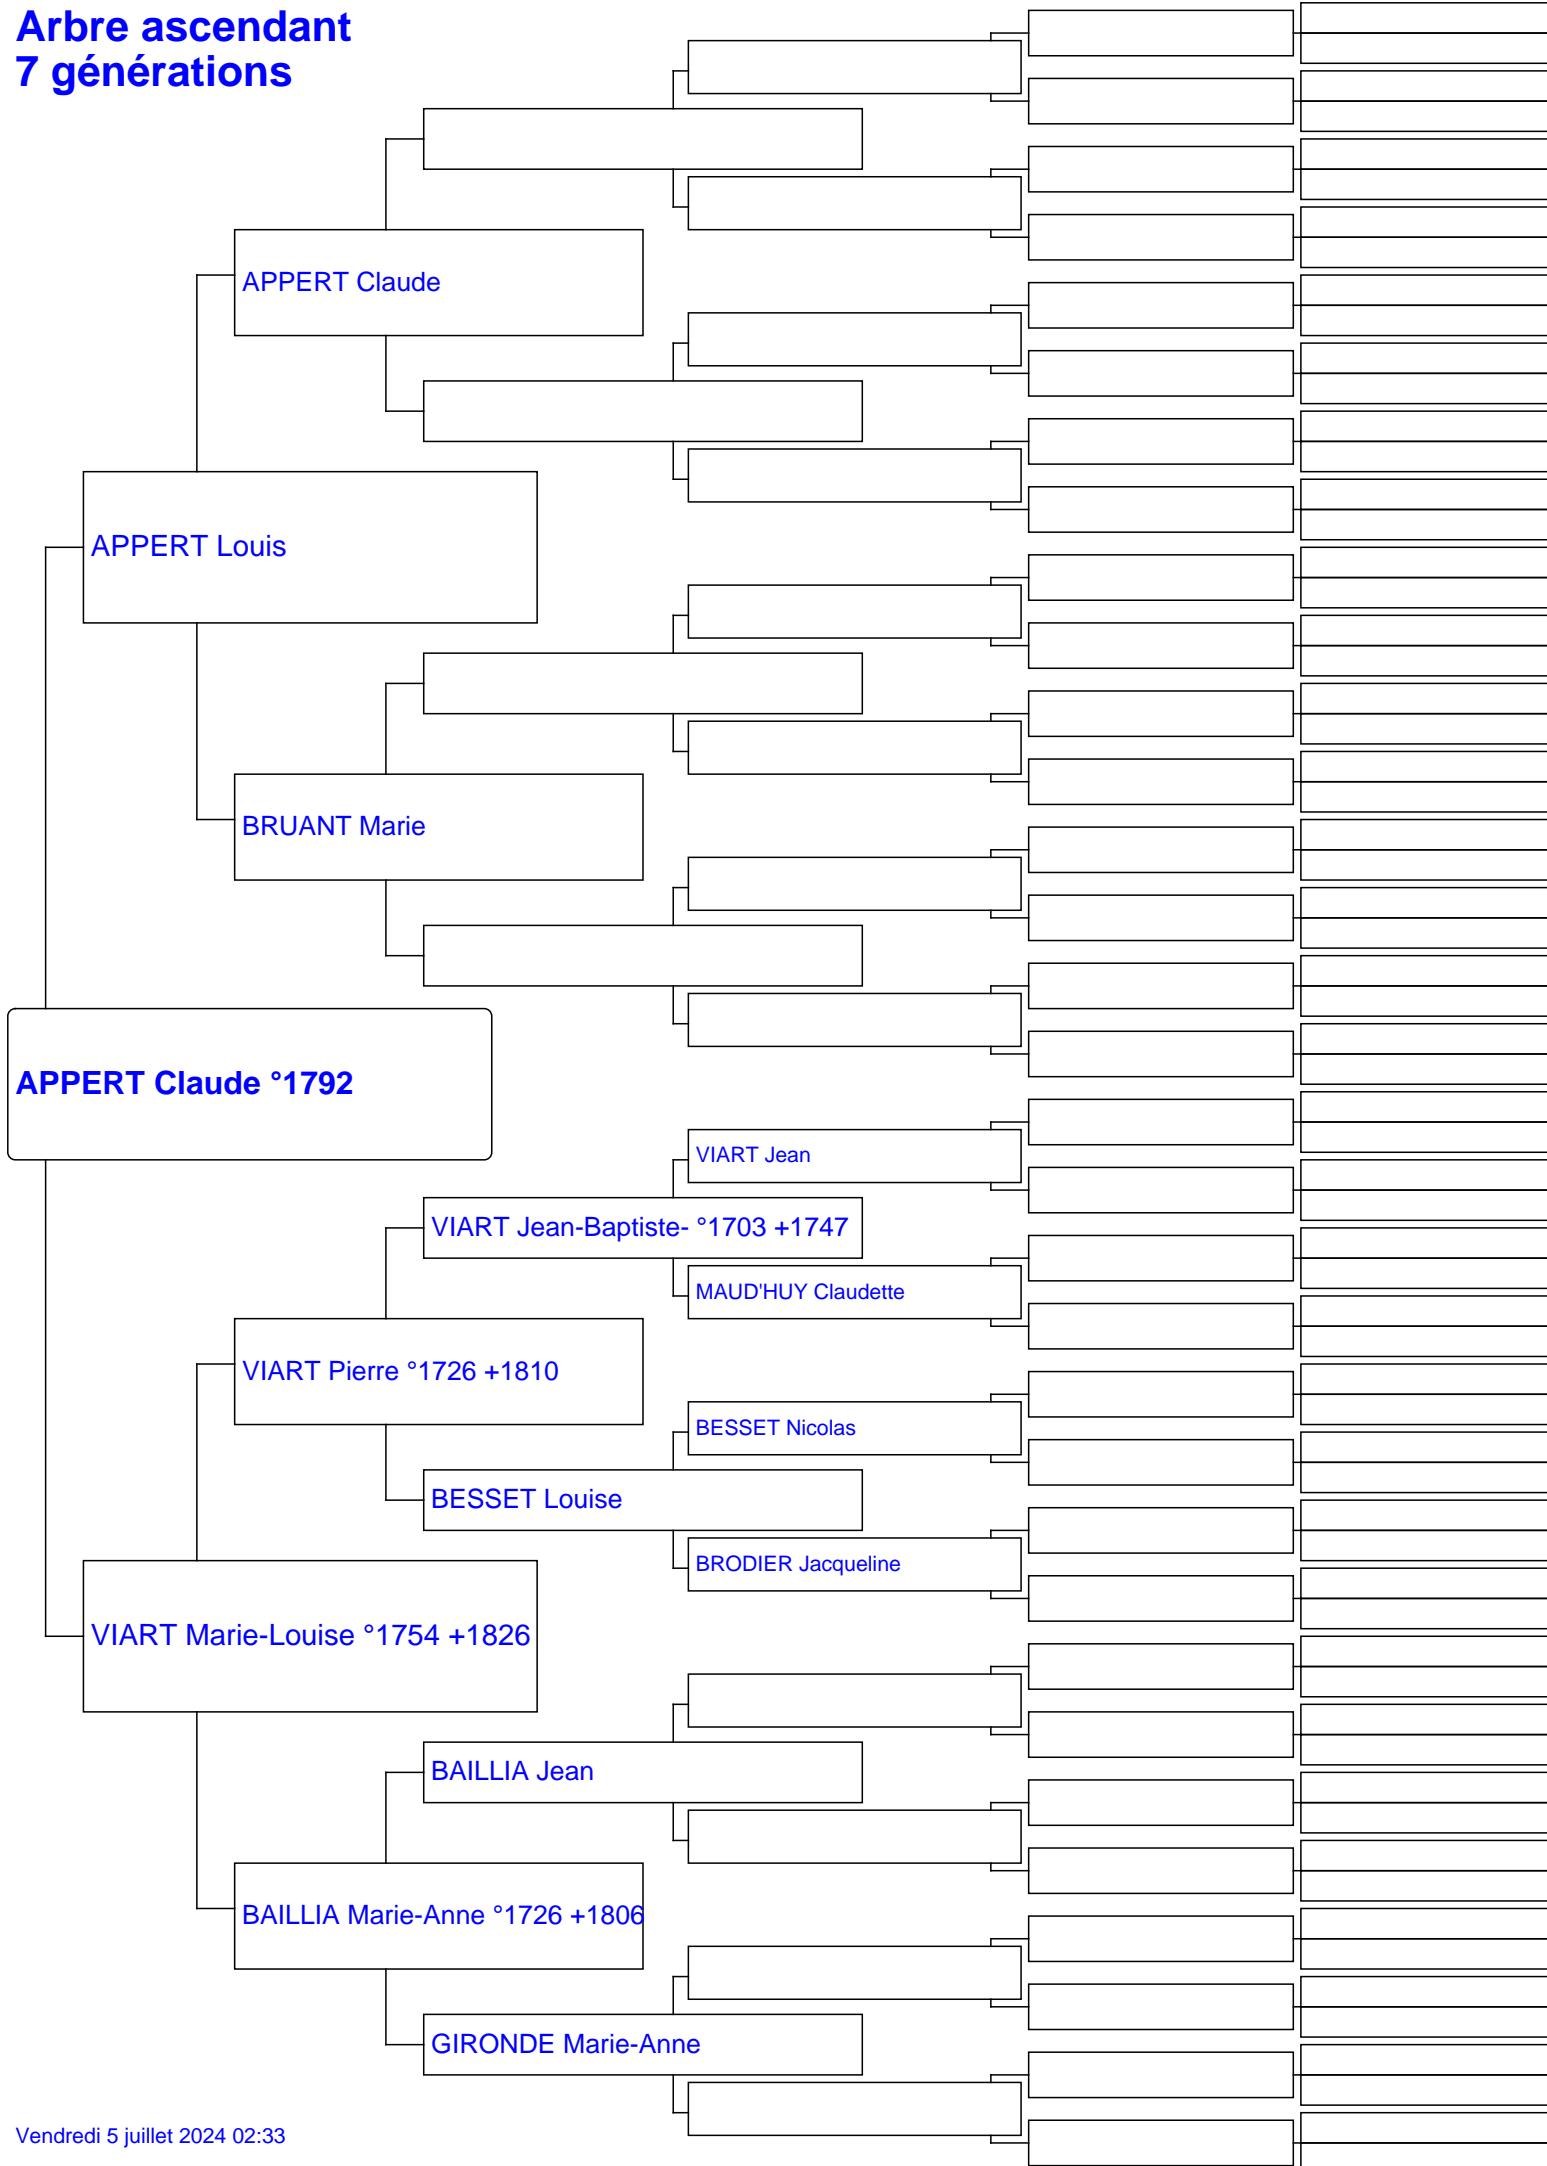 Arbre ascendant
7 générations
APPERT Claude
APPERT Louis
BRUANT Marie
APPERT Claude °1792
VIART Jean
VIART Jean-Baptiste- °1703 +1747
MAUD'HUY Claudette
VIART Pierre °1726 +1810
BESSET Nicolas
BESSET Louise
BRODIER Jacqueline
VIART Marie-Louise °1754 +1826
BAILLIA Jean
BAILLIA Marie-Anne °1726 +1806
GIRONDE Marie-Anne
Vendredi 5 juillet 2024 02:33